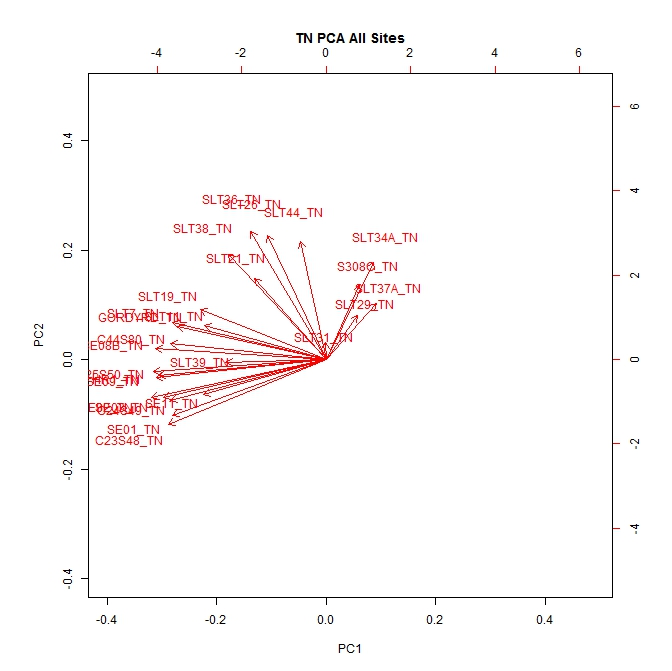 TN PCA All Sites
-4 -2 0 2 4 6
SLT36_TN
SLT26_TN
SLT44_TN
SLT38_TN
SLT34A_TN
SLT21_TN
S308C_TN
SLT37A_TN
SLT19_TN
SLT29_TN
C44S80_TN
SLT31_TN
E08B_TN
SLT39_TN
SE11_TN
SE01_TN
C23S48_TN
0.4
0.2
0.0
-0.2
-0.4
PC2
6
4
2
0
-2
-4
-0.4 -0.2 0.0 0.2 0.4
PC1